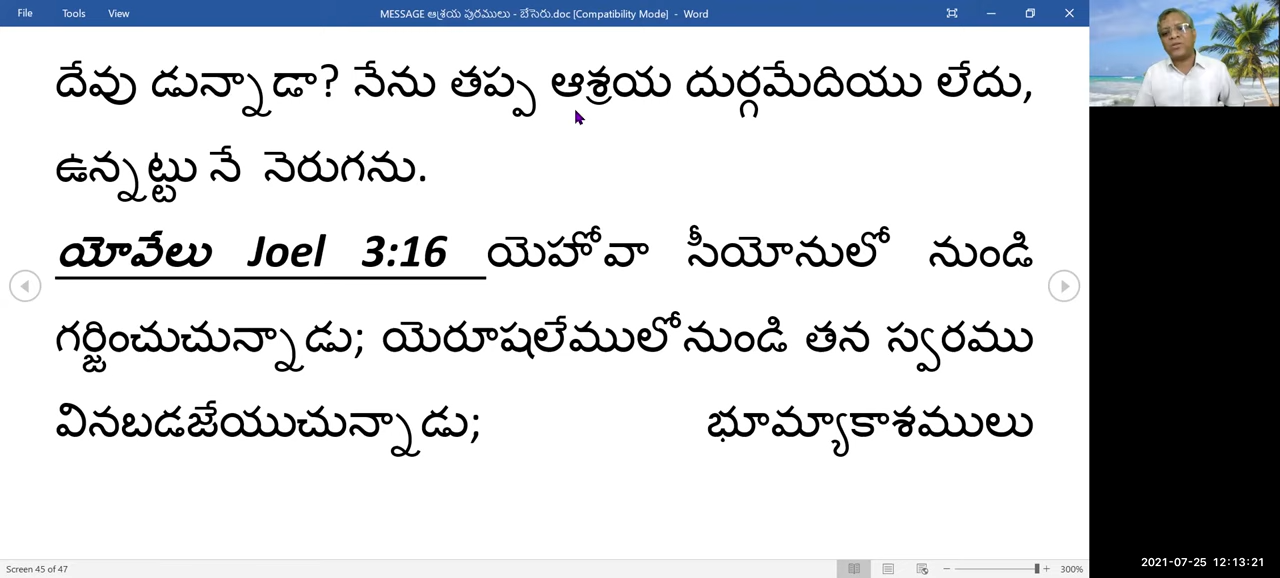 File Tools View MESSAGE ఆశ్రయ పురములు - బేసెరు.doc [Compatibility Mode] - Word
దేవు డున్నాడా? నేను తప్ప ఆశ్రయ దుర్గమేదియు లేదు,
ఉన్నట్టు నే నెరుగను.
యోవేలు Joel 3:16 యెహోవా సీయోనులో నుండి
గర్జించుచున్నాడు; యెరూషలేములోనుండి తన స్వరము
వినబడజేయుచున్నాడు; భూమ్యాకాశములు
2021-07-25 12:13:21
Screen 45 of 47 300%